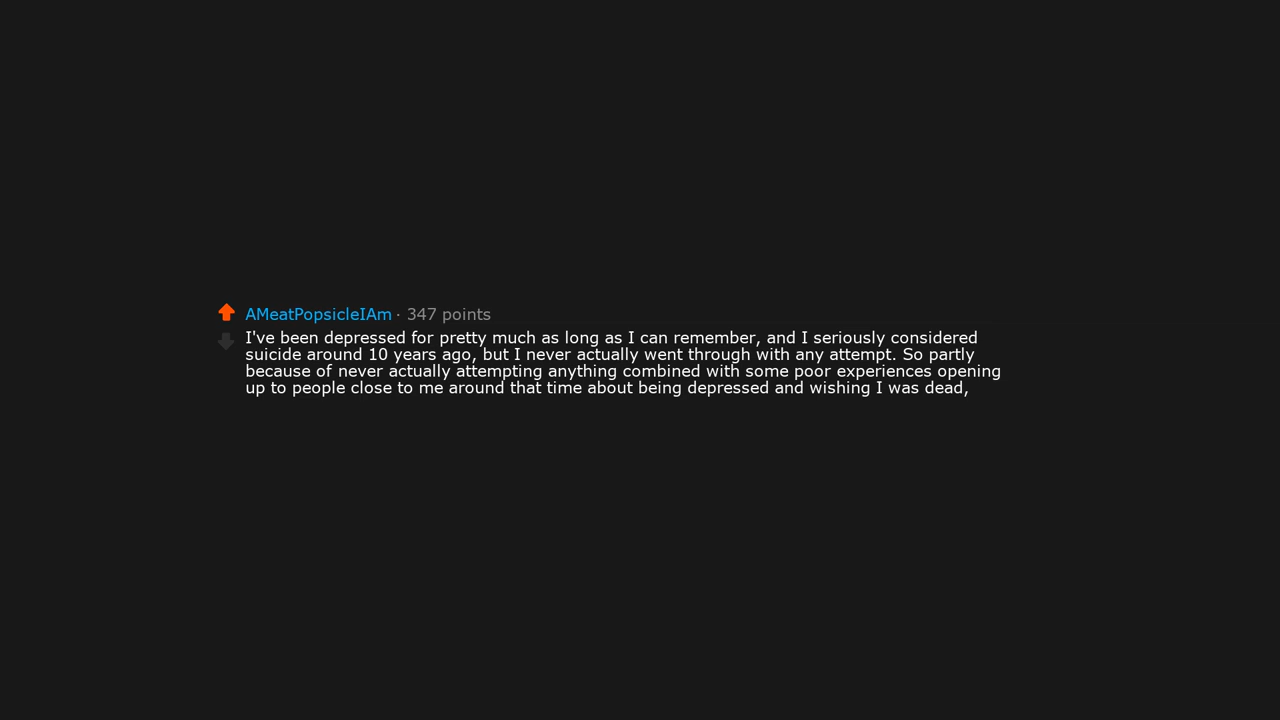 AMeatPopsicleIAm · 347 points
I've been depressed for pretty much as long as I can remember, and I seriously considered
suicide around 10 years ago, but I never actually went through with any attempt. So partly
because of never actually attempting anything combined with some poor experiences opening
up to people close to me around that time about being depressed and wishing I was dead,